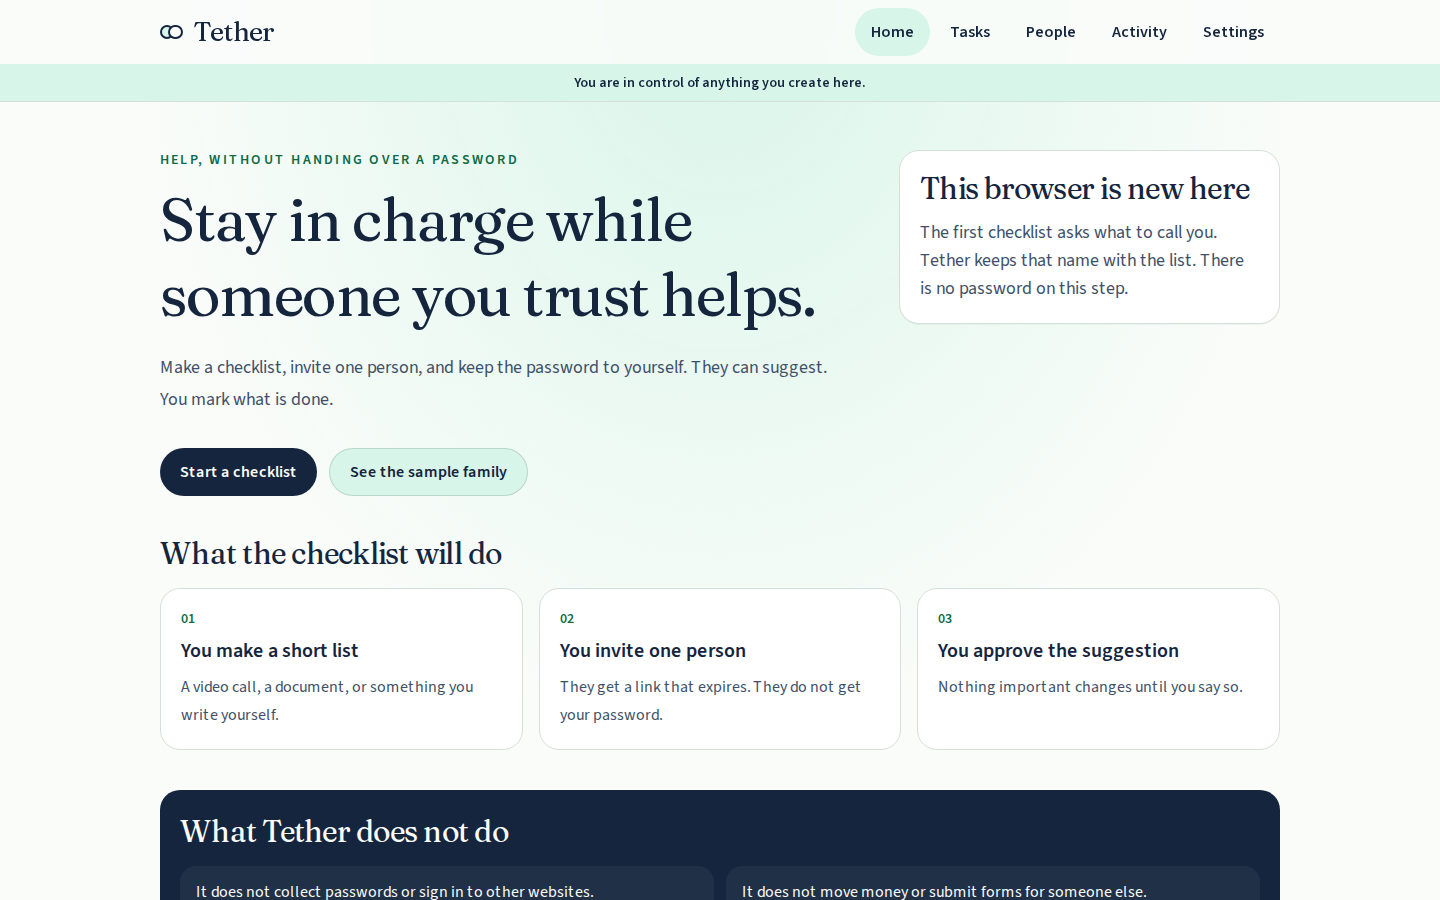 Tether
Home
Tasks
People
Activity
Settings
You are in control of anything you create here.
HELP, WITHOUT HANDING OVER A PASSWORD
Stay in charge while
someone you trust helps.
Make a checklist, invite one person, and keep the password to yourself. They can suggest.
You mark what is done.
Start a checklist
See the sample family
This browser is new here
The first checklist asks what to call you.
Tether keeps that name with the list. There
is no password on this step.
What the checklist will do
01
You make a short list
A video call, a document, or something you
write yourself.
02
You invite one person
They get a link that expires. They do not get
your password.
03
You approve the suggestion
Nothing important changes until you say so.
What Tether does not do
It does not collect passwords or sign in to other websites.
It does not move money or submit forms for someone else.